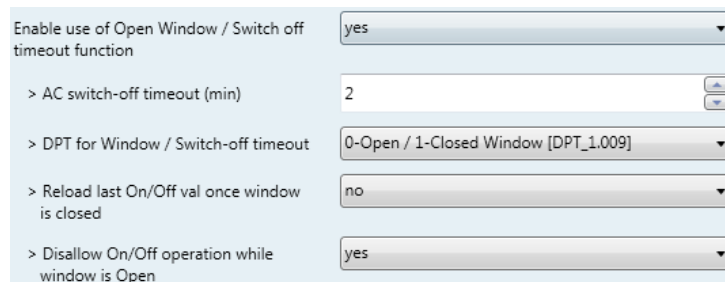 Enable use of Open Window / Switch off yes
timeout function
> AC switch-off timeout (min) 2
> DPT for Window / Switch-off timeout 0-Open / 1-Closed Window [DPT_1.009]
> Reload last On/Off val once window no
is closed
> Disallow On/Off operation while yes
window is Open